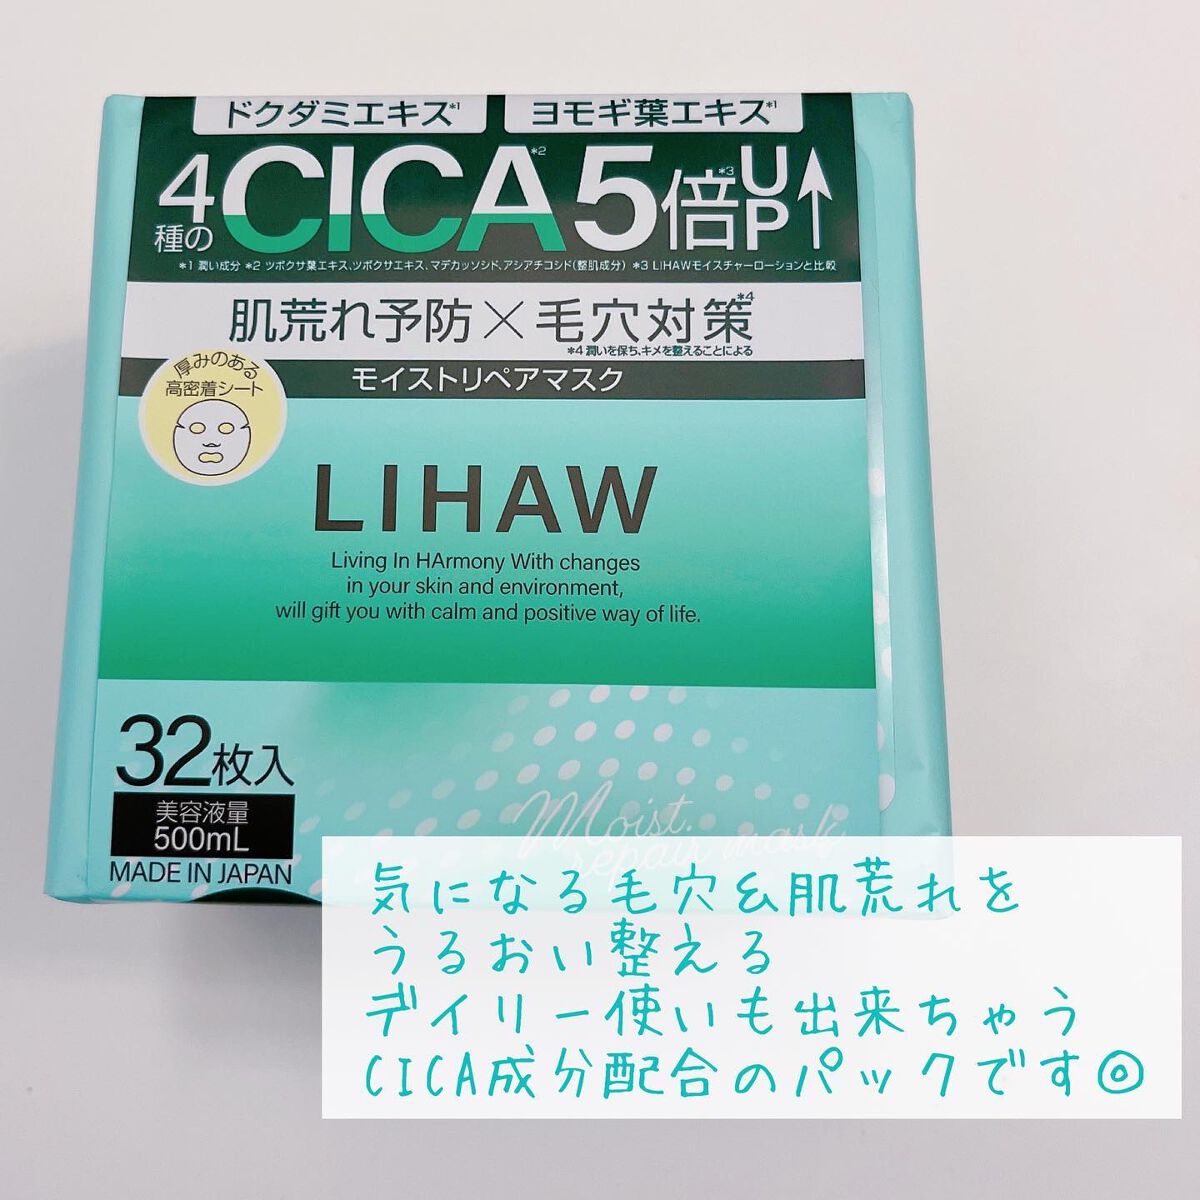 ドクダミエキス*1 ヨモギ葉エキス*1
4種のCICA*2 5倍*3 UP↑
*1 潤い成分 *2 ツボクサ葉エキス、ツボクサエキス、マデカッソシド、アシアチコシド(整肌成分) *3 LIHAWモイスチャーローションと比較
肌荒れ予防×毛穴対策*4
*4 潤いを保ち、キメを整えることによる
厚みのある
高密着シート
モイストリペアマスク
LIHAW
Living In HArmony With changes
in your skin and environment,
will gift you with calm and positive way of life.
32枚入
美容液量
500mL
MADE IN JAPAN
Moist
repair mask
気になる毛穴&肌荒れを
うるおい整える
デイリー使いも出来ちゃう
CICA成分配合のパックです◎